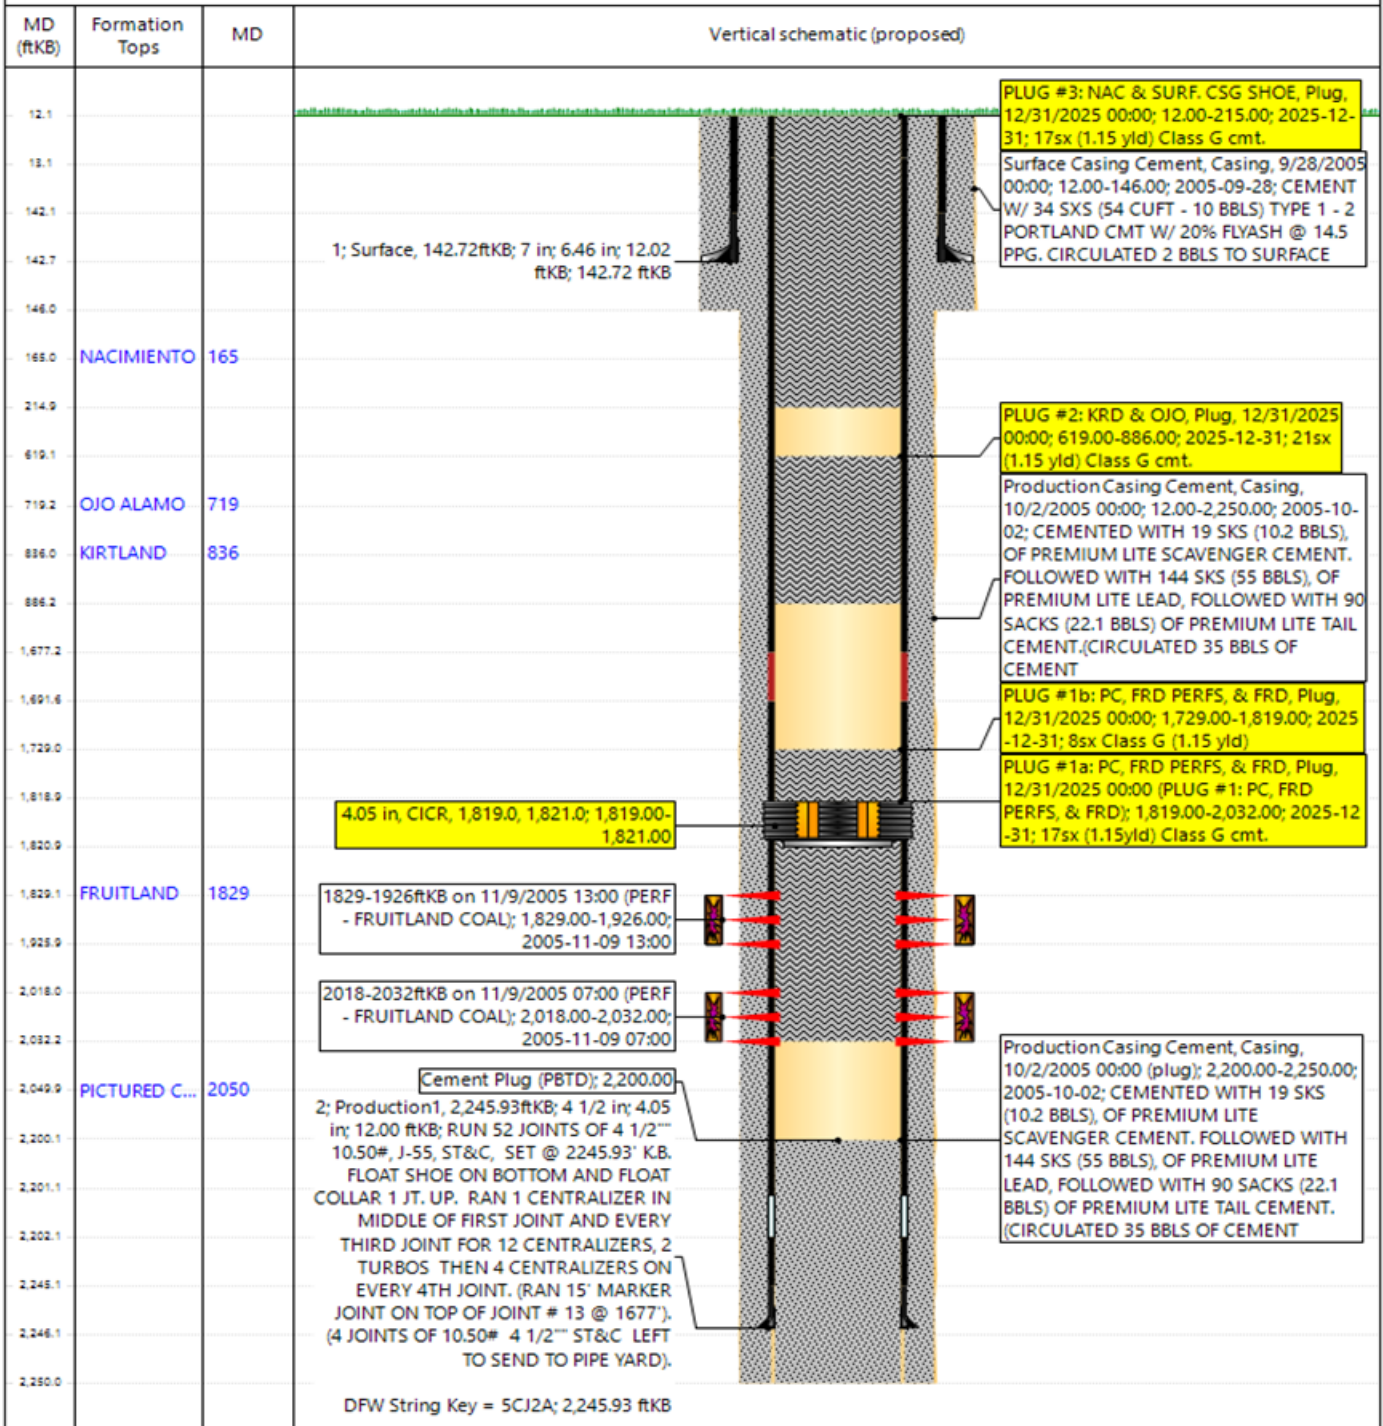 MD
(ftKB)
Formation
Tops
MD
Vertical schematic (proposed)
12.1
13.1
142.1
142.7
146.0
165.0
214.9
619.1
719.2
836.0
886.2
1,677.2
1,691.6
1,729.0
1,818.9
1,820.9
1,829.1
1,925.9
2,018.0
2,032.2
2,049.9
2,200.1
2,201.1
2,202.1
2,245.1
2,246.1
2,250.0
NACIMIENTO 165
OJO ALAMO 719
KIRTLAND 836
FRUITLAND 1829
PICTURED C... 2050
1; Surface, 142.72ftKB; 7 in; 6.46 in; 12.02
ftKB; 142.72 ftKB
4.05 in, CICR, 1,819.0, 1,821.0; 1,819.00-
1,821.00
1829-1926ftKB on 11/9/2005 13:00 (PERF
- FRUITLAND COAL); 1,829.00-1,926.00;
2005-11-09 13:00
2018-2032ftKB on 11/9/2005 07:00 (PERF
- FRUITLAND COAL); 2,018.00-2,032.00;
2005-11-09 07:00
Cement Plug (PBTD); 2,200.00
2; Production1, 2,245.93ftKB; 4 1/2 in; 4.05
in; 12.00 ftKB; RUN 52 JOINTS OF 4 1/2""
10.50#, J-55, ST&C, SET @ 2245.93' K.B.
FLOAT SHOE ON BOTTOM AND FLOAT
COLLAR 1 JT. UP. RAN 1 CENTRALIZER IN
MIDDLE OF FIRST JOINT AND EVERY
THIRD JOINT FOR 12 CENTRALIZERS, 2
TURBOS THEN 4 CENTRALIZERS ON
EVERY 4TH JOINT. (RAN 15' MARKER
JOINT ON TOP OF JOINT # 13 @ 1677').
(4 JOINTS OF 10.50# 4 1/2"" ST&C LEFT
TO SEND TO PIPE YARD).
DFW String Key = 5CJ2A; 2,245.93 ftKB
PLUG #3: NAC & SURF. CSG SHOE, Plug,
12/31/2025 00:00; 12.00-215.00; 2025-12-
31; 17sx (1.15 yld) Class G cmt.
Surface Casing Cement, Casing, 9/28/2005
00:00; 12.00-146.00; 2005-09-28; CEMENT
W/ 34 SXS (54 CUFT - 10 BBLS) TYPE 1 - 2
PORTLAND CMT W/ 20% FLYASH @ 14.5
PPG. CIRCULATED 2 BBLS TO SURFACE
PLUG #2: KRD & OJO, Plug, 12/31/2025
00:00; 619.00-886.00; 2025-12-31; 21sx
(1.15 yld) Class G cmt.
Production Casing Cement, Casing,
10/2/2005 00:00; 12.00-2,250.00; 2005-10-
02; CEMENTED WITH 19 SKS (10.2 BBLS),
OF PREMIUM LITE SCAVENGER CEMENT.
FOLLOWED WITH 144 SKS (55 BBLS), OF
PREMIUM LITE LEAD, FOLLOWED WITH 90
SACKS (22.1 BBLS) OF PREMIUM LITE TAIL
CEMENT.(CIRCULATED 35 BBLS OF
CEMENT
PLUG #1b: PC, FRD PERFS, & FRD, Plug,
12/31/2025 00:00; 1,729.00-1,819.00; 2025
-12-31; 8sx Class G (1.15 yld)
PLUG #1a: PC, FRD PERFS, & FRD, Plug,
12/31/2025 00:00 (PLUG #1: PC, FRD
PERFS, & FRD); 1,819.00-2,032.00; 2025-12
-31; 17sx (1.15yld) Class G cmt.
Production Casing Cement, Casing,
10/2/2005 00:00 (plug); 2,200.00-2,250.00;
2005-10-02; CEMENTED WITH 19 SKS
(10.2 BBLS), OF PREMIUM LITE
SCAVENGER CEMENT. FOLLOWED WITH
144 SKS (55 BBLS), OF PREMIUM LITE
LEAD, FOLLOWED WITH 90 SACKS (22.1
BBLS) OF PREMIUM LITE TAIL CEMENT.
(CIRCULATED 35 BBLS OF CEMENT